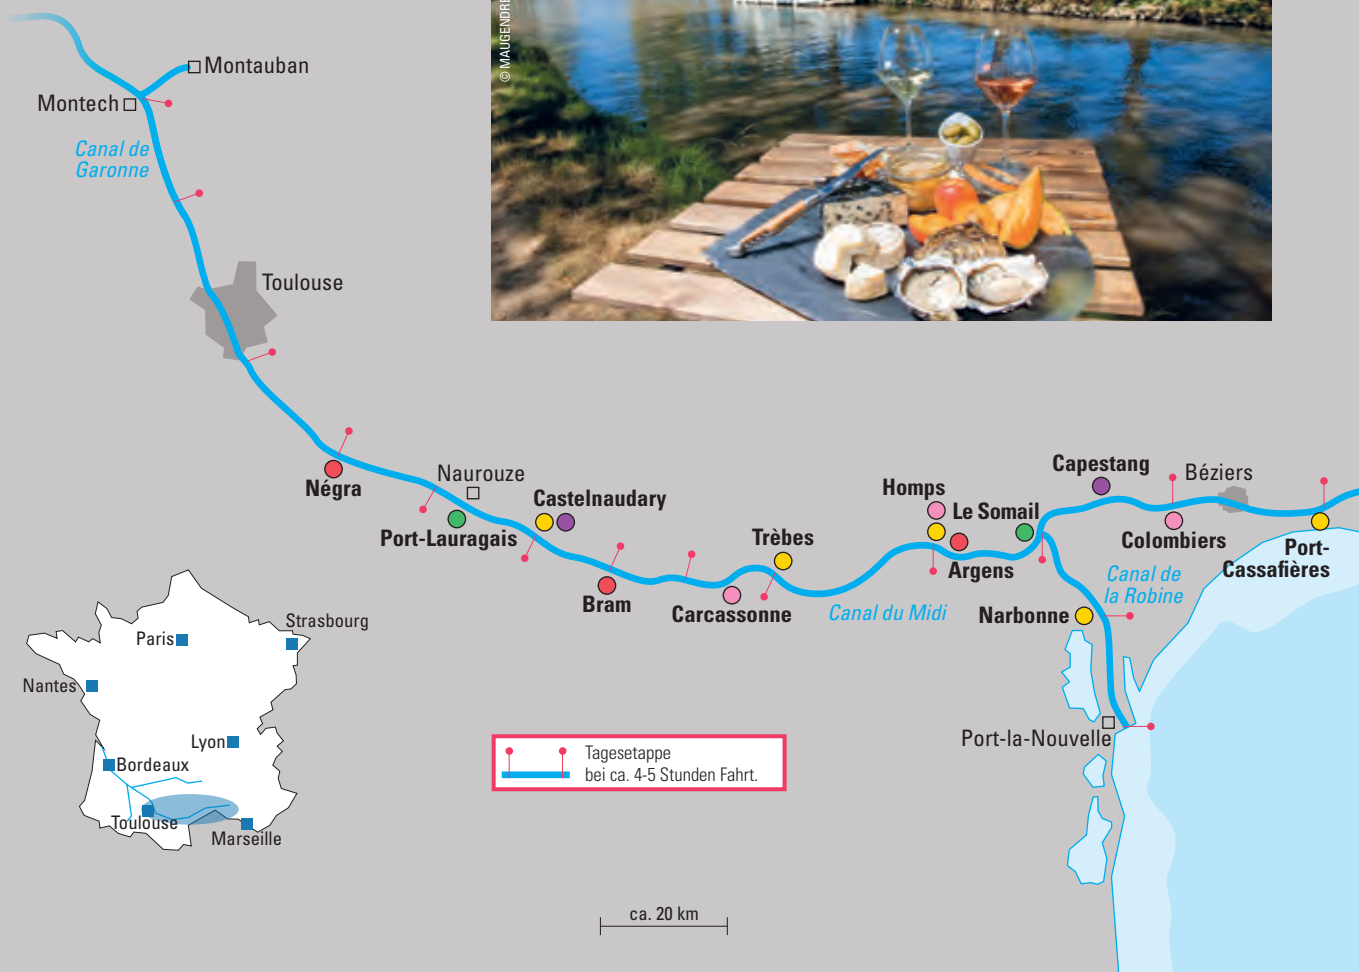 © MAUGENDRE
Montauban
Montech
Canal de
Garonne
Toulouse
Négra
Naurouze
Port-Lauragais
Castelnaudary
Bram
Carcassonne
Trèbes
Canal du Midi
Homps
Argens
Le Somail
Capestang
Béziers
Colombiers
Port-
Cassafières
Canal de
la Robine
Narbonne
Port-la-Nouvelle
Paris
Strasbourg
Nantes
Lyon
Bordeaux
Toulouse
Marseille
Tagesetappe
bei ca. 4-5 Stunden Fahrt.
ca. 20 km